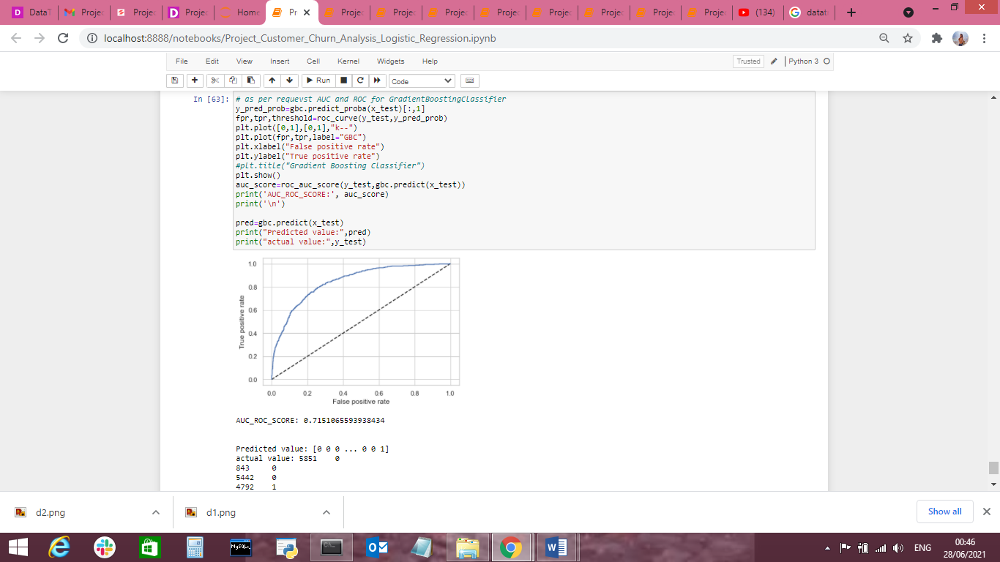 DataT
Projec
Projec
Projec
Home
Pr
Projec
Projec
Projec
Projec
Projec
Projec
Projec
Projec
(134)
datat
localhost:8888/notebooks/Project_Customer_Churn_Analysis_Logistic_Regression.ipynb
File Edit View Insert Cell Kernel Widgets Help Trusted Python 3
Run Code
In [63]: # as per requevst AUC and ROC for GradientBoostingClassifier
y_pred_prob=gbc.predict_proba(x_test)[:,1]
fpr,tpr,threshold=roc_curve(y_test,y_pred_prob)
plt.plot([0,1],[0,1],"k--")
plt.plot(fpr,tpr,label="GBC")
plt.xlabel("False positive rate")
plt.ylabel("True positive rate")
#plt.title("Gradient Boosting Classifier")
plt.show()
auc_score=roc_auc_score(y_test,gbc.predict(x_test))
print('AUC_ROC_SCORE:', auc_score)
print('\n')
pred=gbc.predict(x_test)
print("Predicted value:",pred)
print("actual value:",y_test)
1.0
0.8
0.6
0.4
0.2
0.0
True positive rate
0.0 0.2 0.4 0.6 0.8 1.0
False positive rate
AUC_ROC_SCORE: 0.7151065593938434
Predicted value: [0 0 0 ... 0 0 1]
actual value: 5851 0
843 0
5442 0
4792 1
d2.png
d1.png
Show all
MySQL
ENG
00:46
28/06/2021